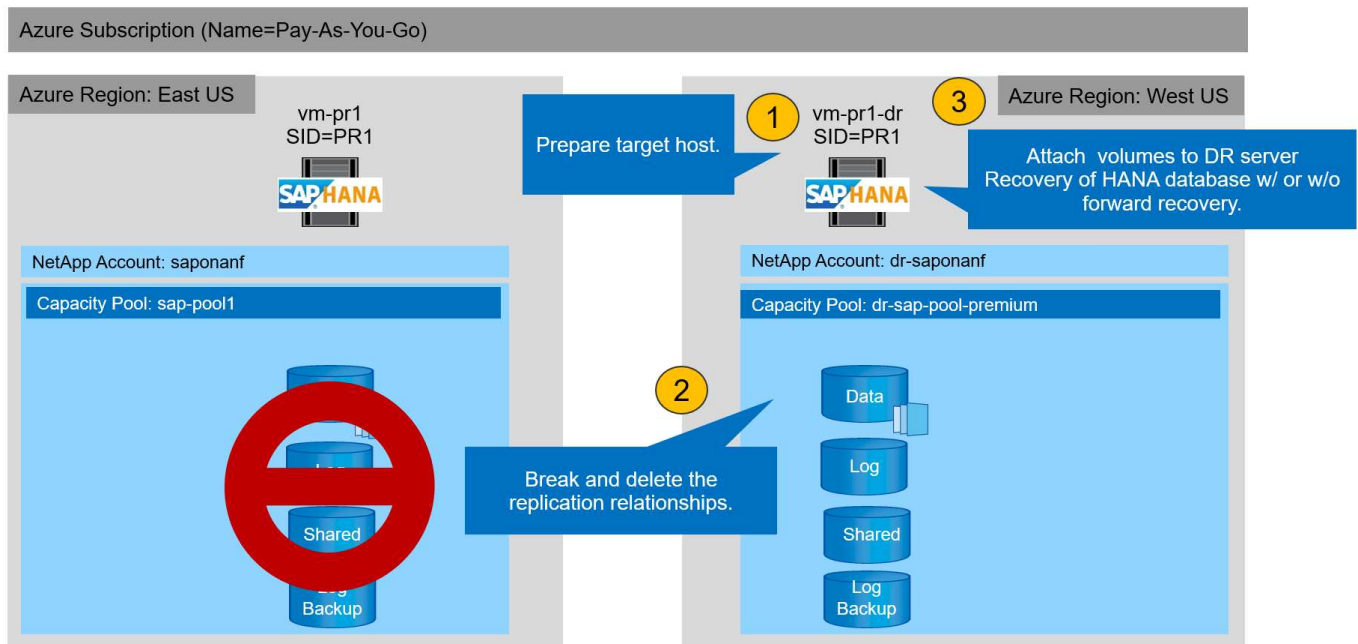 Azure Subscription (Name=Pay-As-You-Go)
Azure Region: East US
vm-pr1
SID=PR1
SAP HANA
NetApp Account: saponanf
Capacity Pool: sap-pool1
Shared
Backup
1
Prepare target host.
2
Break and delete the
replication relationships.
Azure Region: West US
vm-pr1-dr
SID=PR1
SAP HANA
3
Attach volumes to DR server
Recovery of HANA database w/ or w/o
forward recovery.
NetApp Account: dr-saponanf
Capacity Pool: dr-sap-pool-premium
Data
Log
Shared
Log
Backup